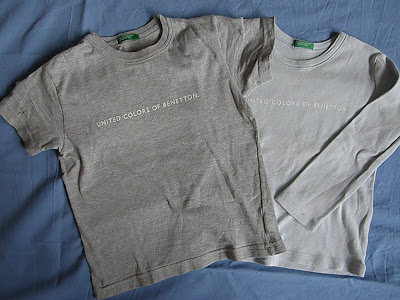 UNITED COLORS OF BENETTON.
UNITED COLORS OF BENETTON